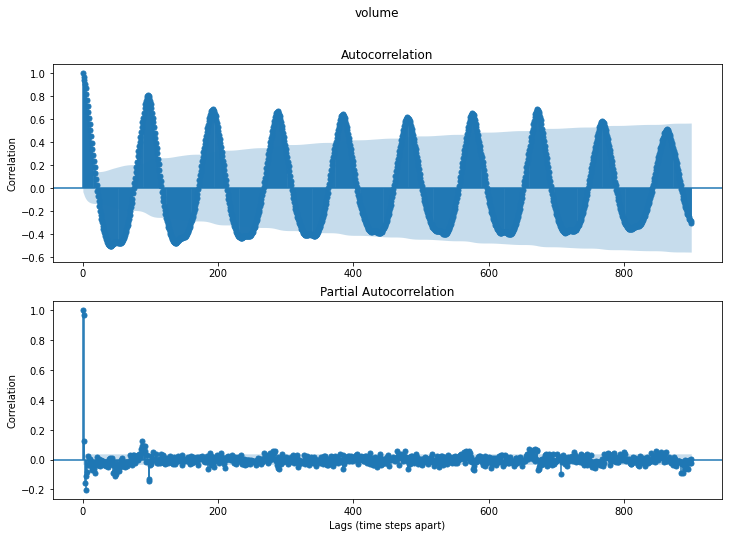 volume
Autocorrelation
1.0
0.8
0.6
0.4
0.2
0.0
−0.2
−0.4
−0.6
Correlation
0 200 400 600 800
Partial Autocorrelation
1.0
0.8
0.6
0.4
0.2
0.0
−0.2
Correlation
0 200 400 600 800
Lags (time steps apart)